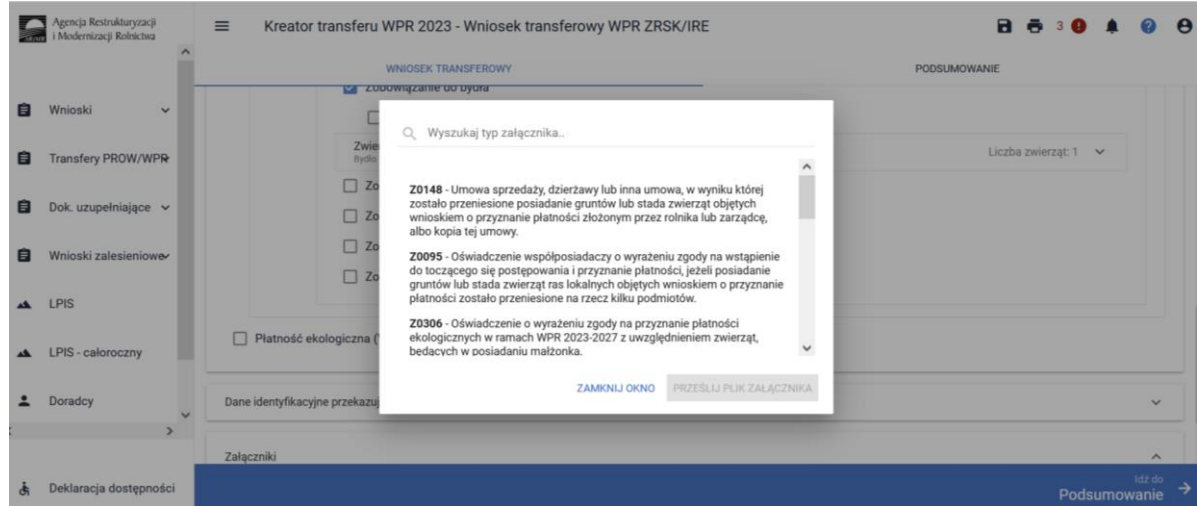 Agencja Restrukturyzacji
i Modernizacji Rolnictwa
Kreator transferu WPR 2023 - Wniosek transferowy WPR ZRSK/IRE
3
WNIOSEK TRANSFEROWY
PODSUMOWANIE
Wnioski
Transfery PROW/WPR
Dok. uzupełniające
Wnioski zalesieniowe
LPIS
LPIS - całoroczny
Doradcy
Deklaracja dostępności
Zobowiązanie do bydła
Zwie
Bydło
Liczba zwierząt: 1
Zo
Zo
Zo
Zo
Płatność ekologiczna (
Wyszukaj typ załącznika..
Z0148 - Umowa sprzedaży, dzierżawy lub inna umowa, w wyniku której
zostało przeniesione posiadanie gruntów lub stada zwierząt objętych
wnioskiem o przyznanie płatności złożonym przez rolnika lub zarządcę,
albo kopia tej umowy.
Z0095 - Oświadczenie współposiadaczy o wyrażeniu zgody na wstąpienie
do toczącego się postępowania i przyznanie płatności, jeżeli posiadanie
gruntów lub stada zwierząt ras lokalnych objętych wnioskiem o przyznanie
płatności zostało przeniesione na rzecz kilku podmiotów.
Z0306 - Oświadczenie o wyrażeniu zgody na przyznanie płatności
ekologicznych w ramach WPR 2023-2027 z uwzględnieniem zwierząt,
będących w posiadaniu małżonka.
ZAMKNIJ OKNO
PRZEŚLIJ PLIK ZAŁĄCZNIKA
Dane identyfikacyjne przekazuj
Załączniki
Idź do
Podsumowanie